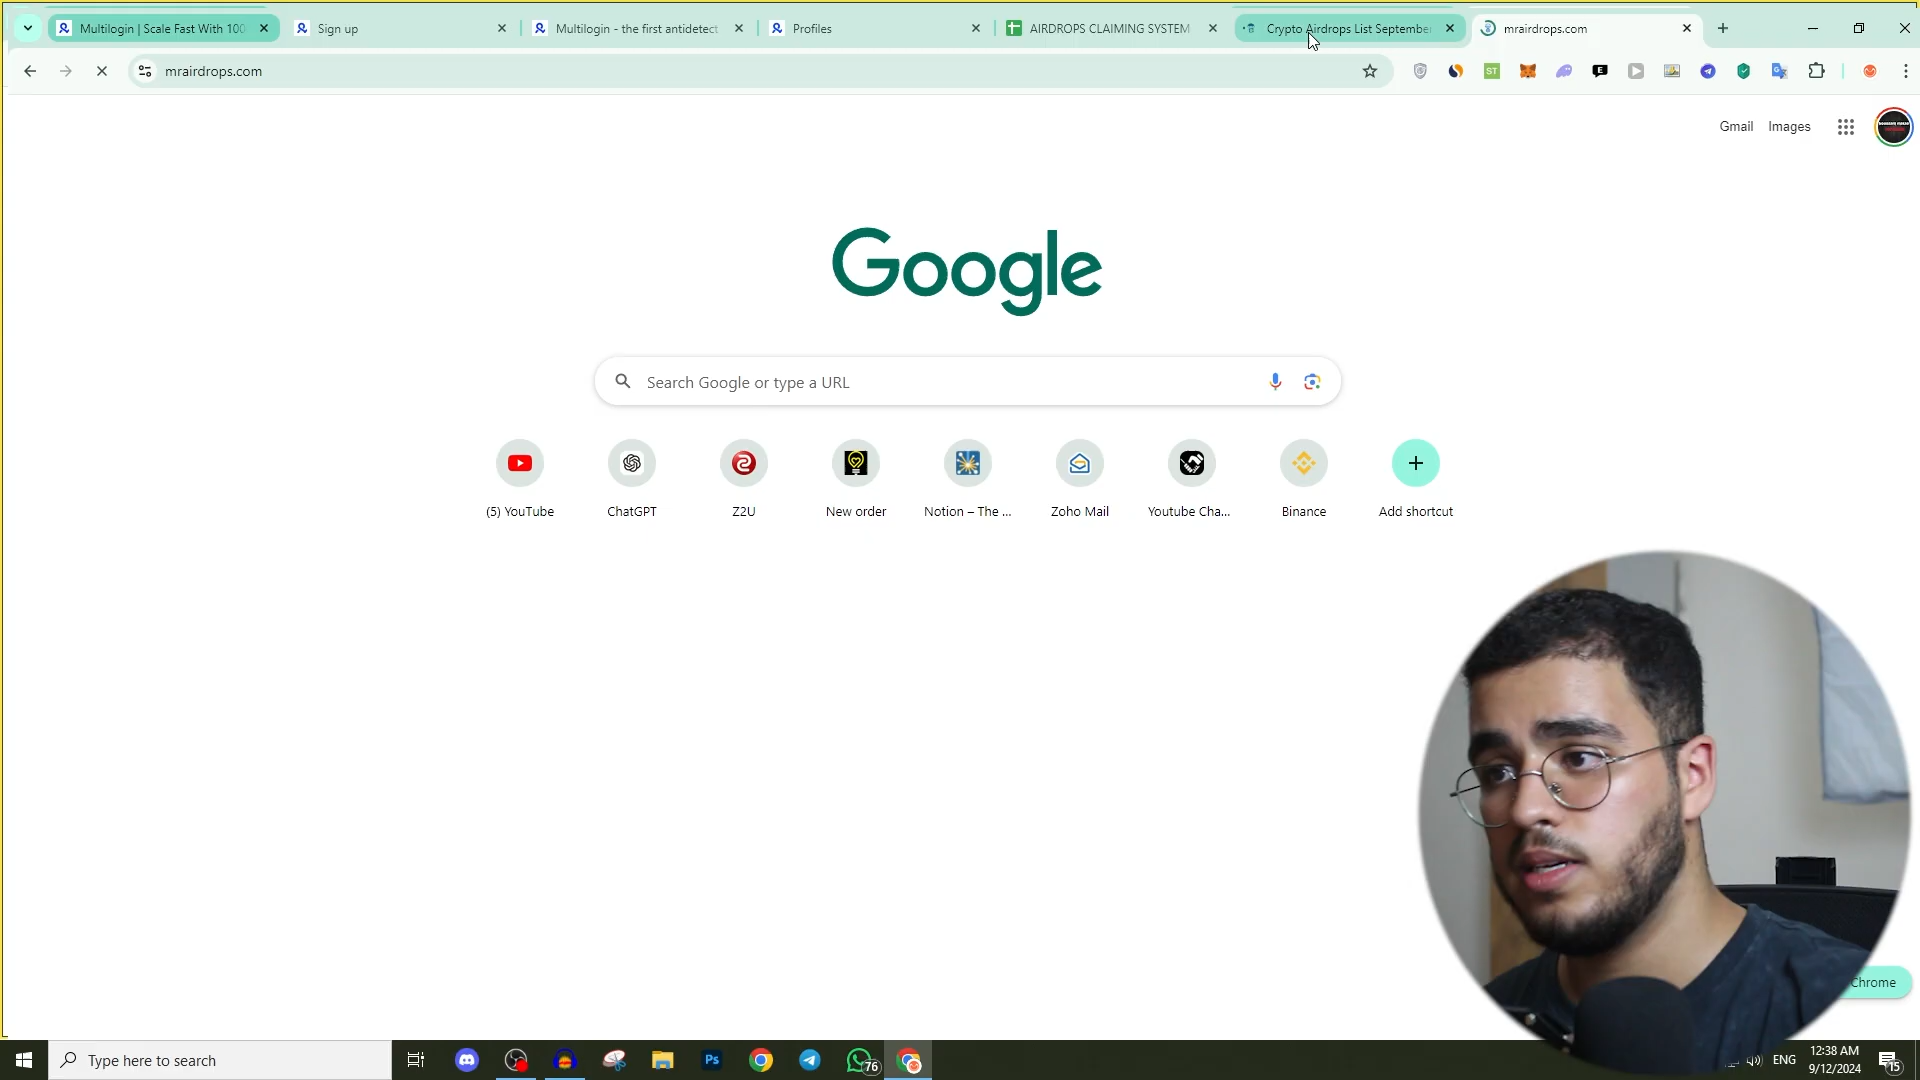 Multilogin | Scale Fast With 100
Sign up
Multilogin - the first antidetect
Profiles
AIRDROPS CLAIMING SYSTEM
Crypto Airdrops List September
mrairdrops.com
mrairdrops.com
ST
E
Gmail
Images
Google
Search Google or type a URL
(5) YouTube
ChatGPT
Z2U
New order
Notion – The ...
Zoho Mail
Youtube Cha...
Binance
Add shortcut
Chrome
Type here to search
Ps
76
ENG
12:38 AM
9/12/2024
15